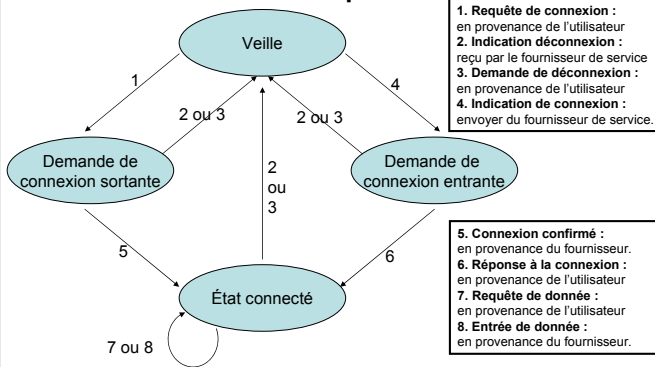 Veille
1
4
2 ou 3
2 ou 3
Demande de
connexion sortante
2
ou
3
Demande de
connexion entrante
5
6
État connecté
7 ou 8
1. Requête de connexion :
en provenance de l'utilisateur
2. Indication déconnexion :
reçu par le fournisseur de service
3. Demande de déconnexion :
en provenance de l'utilisateur
4. Indication de connexion :
envoyer du fournisseur de service.
5. Connexion confirmé :
en provenance du fournisseur.
6. Réponse à la connexion :
en provenance de l'utilisateur
7. Requête de donnée :
en provenance de l'utilisateur
8. Entrée de donnée :
en provenance du fournisseur.